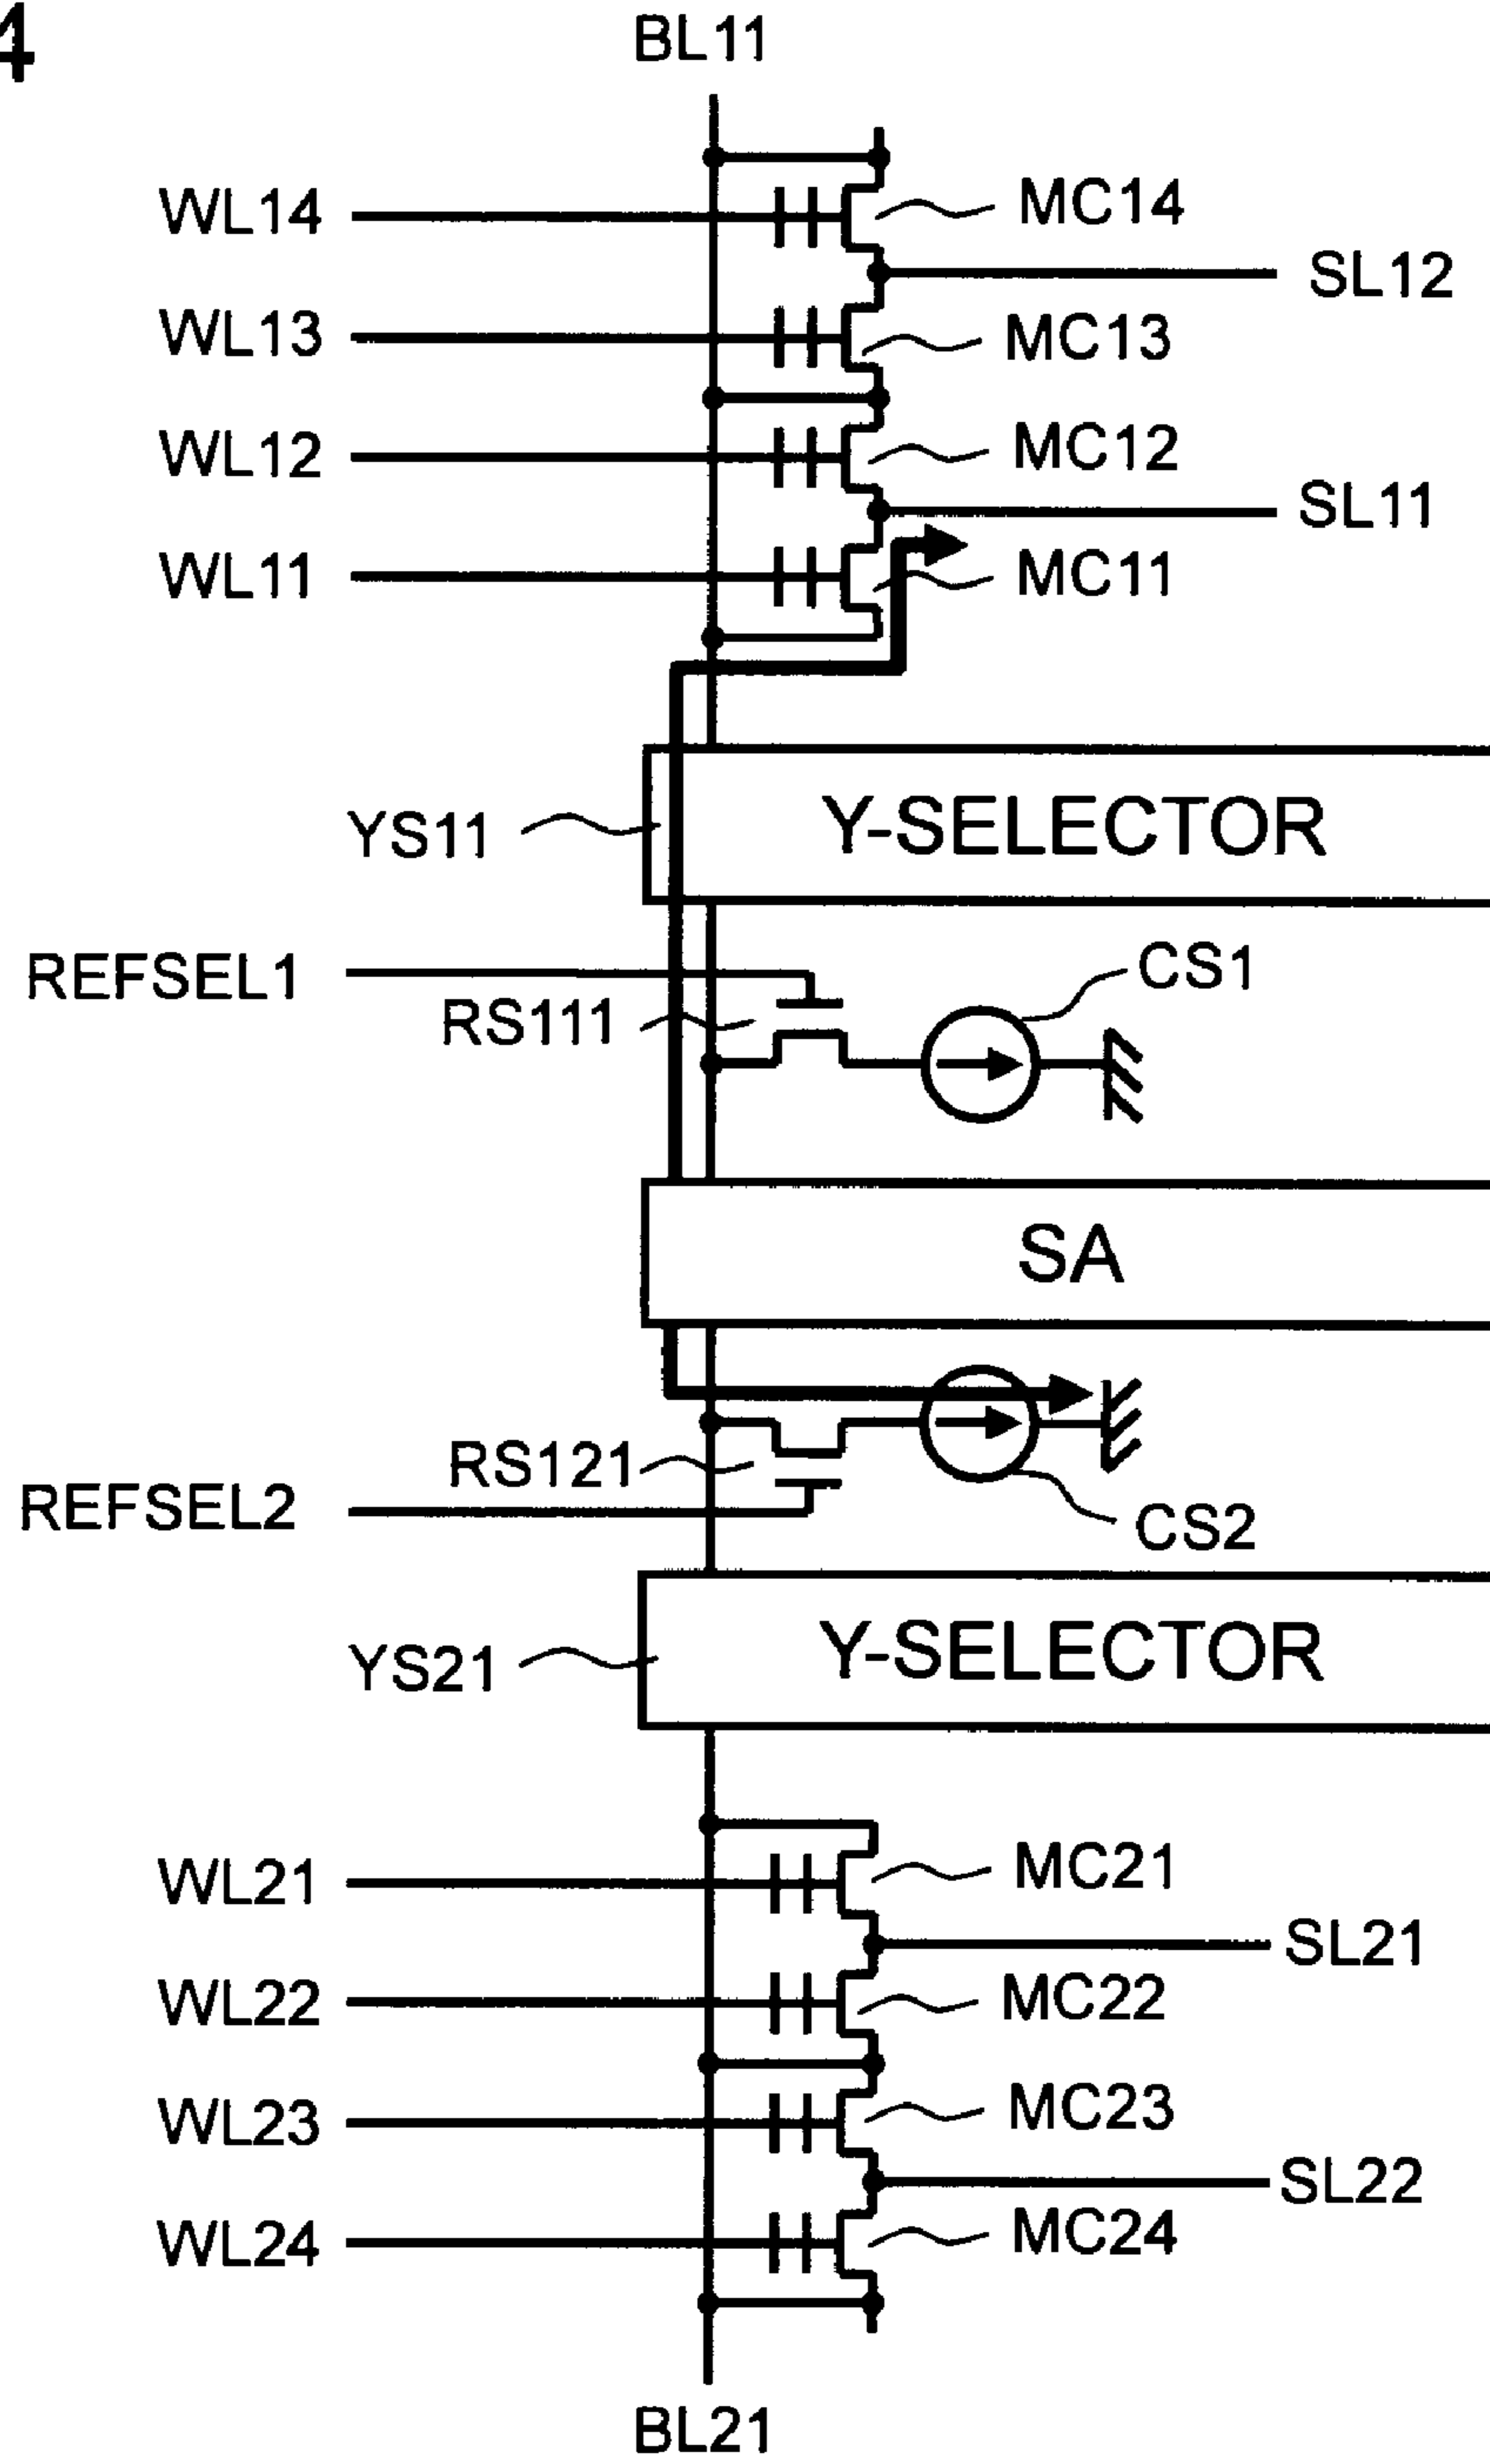 4
BL11
WL14
MC14
SL12
WL13
MC13
WL12
MC12
SL11
WL11
MC11
YS11
Y-SELECTOR
REFSEL1
RS111
CS1
SA
RS121
REFSEL2
CS2
YS21
Y-SELECTOR
WL21
MC21
SL21
WL22
MC22
WL23
MC23
SL22
WL24
MC24
BL21